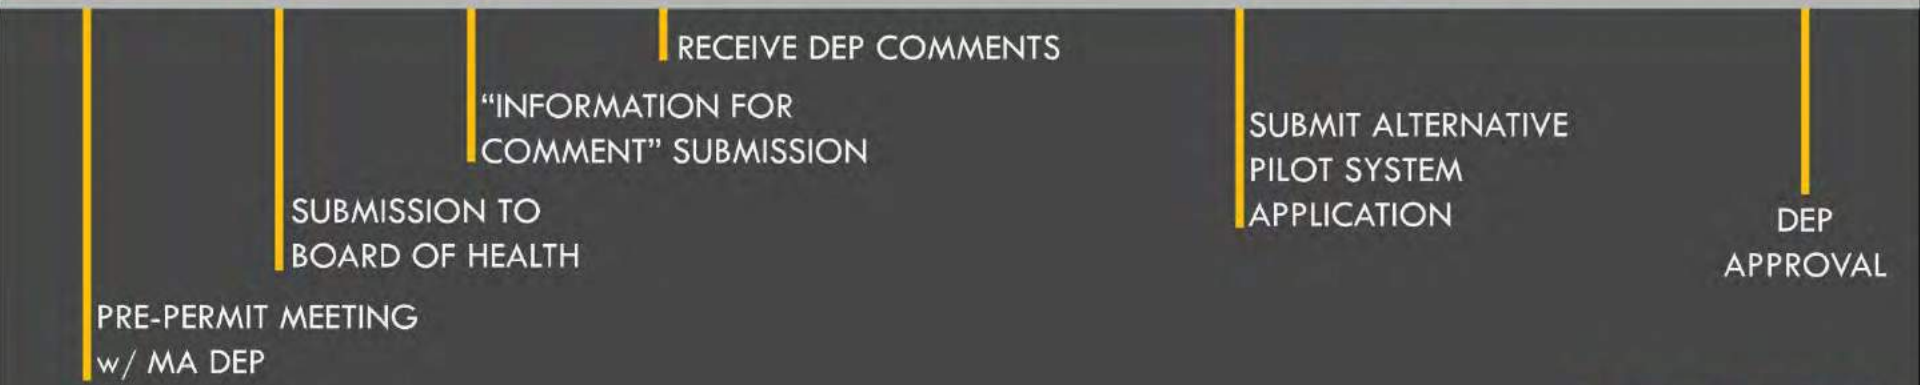 PRE-PERMIT MEETING
w/ MA DEP
SUBMISSION TO
BOARD OF HEALTH
“INFORMATION FOR
COMMENT” SUBMISSION
RECEIVE DEP COMMENTS
SUBMIT ALTERNATIVE
PILOT SYSTEM
APPLICATION
DEP
APPROVAL